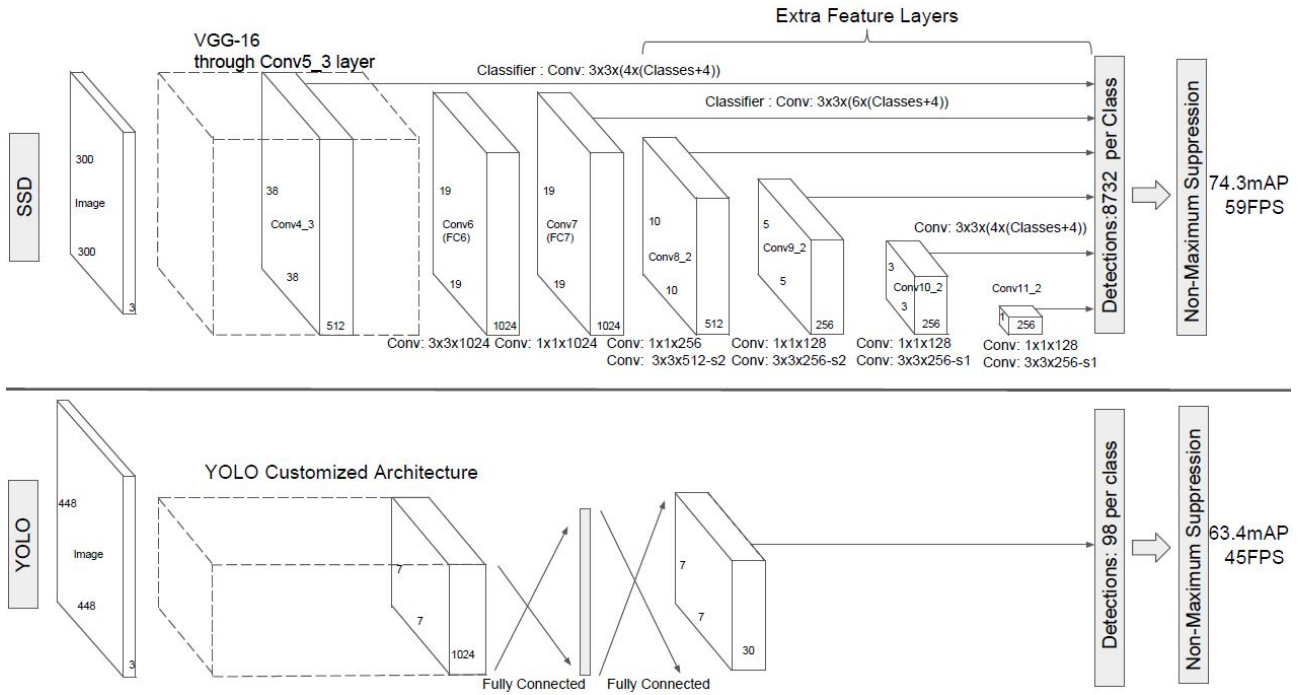 Extra Feature Layers
VGG-16
through Conv5_3 layer
Classifier : Conv: 3x3x(4x(Classes+4))
Classifier : Conv: 3x3x(6x(Classes+4))
SSD
300
Image
300
3
38
Conv4_3
38
512
19
Conv6
(FC6)
19
1024
19
Conv7
(FC7)
19
1024
10
Conv8_2
10
512
5
Conv9_2
5
256
Conv: 3x3x(4x(Classes+4))
3
Conv10_2
3
256
Conv11_2
1
256
Detections:8732 per Class
Non-Maximum Suppression
74.3mAP
59FPS
Conv: 3x3x1024
Conv: 1x1x1024
Conv: 1x1x256
Conv: 3x3x512-s2
Conv: 1x1x128
Conv: 3x3x256-s2
Conv: 1x1x128
Conv: 3x3x256-s1
Conv: 1x1x128
Conv: 3x3x256-s1
YOLO
448
Image
448
3
YOLO Customized Architecture
7
7
1024
Fully Connected
Fully Connected
7
7
30
Detections: 98 per class
Non-Maximum Suppression
63.4mAP
45FPS